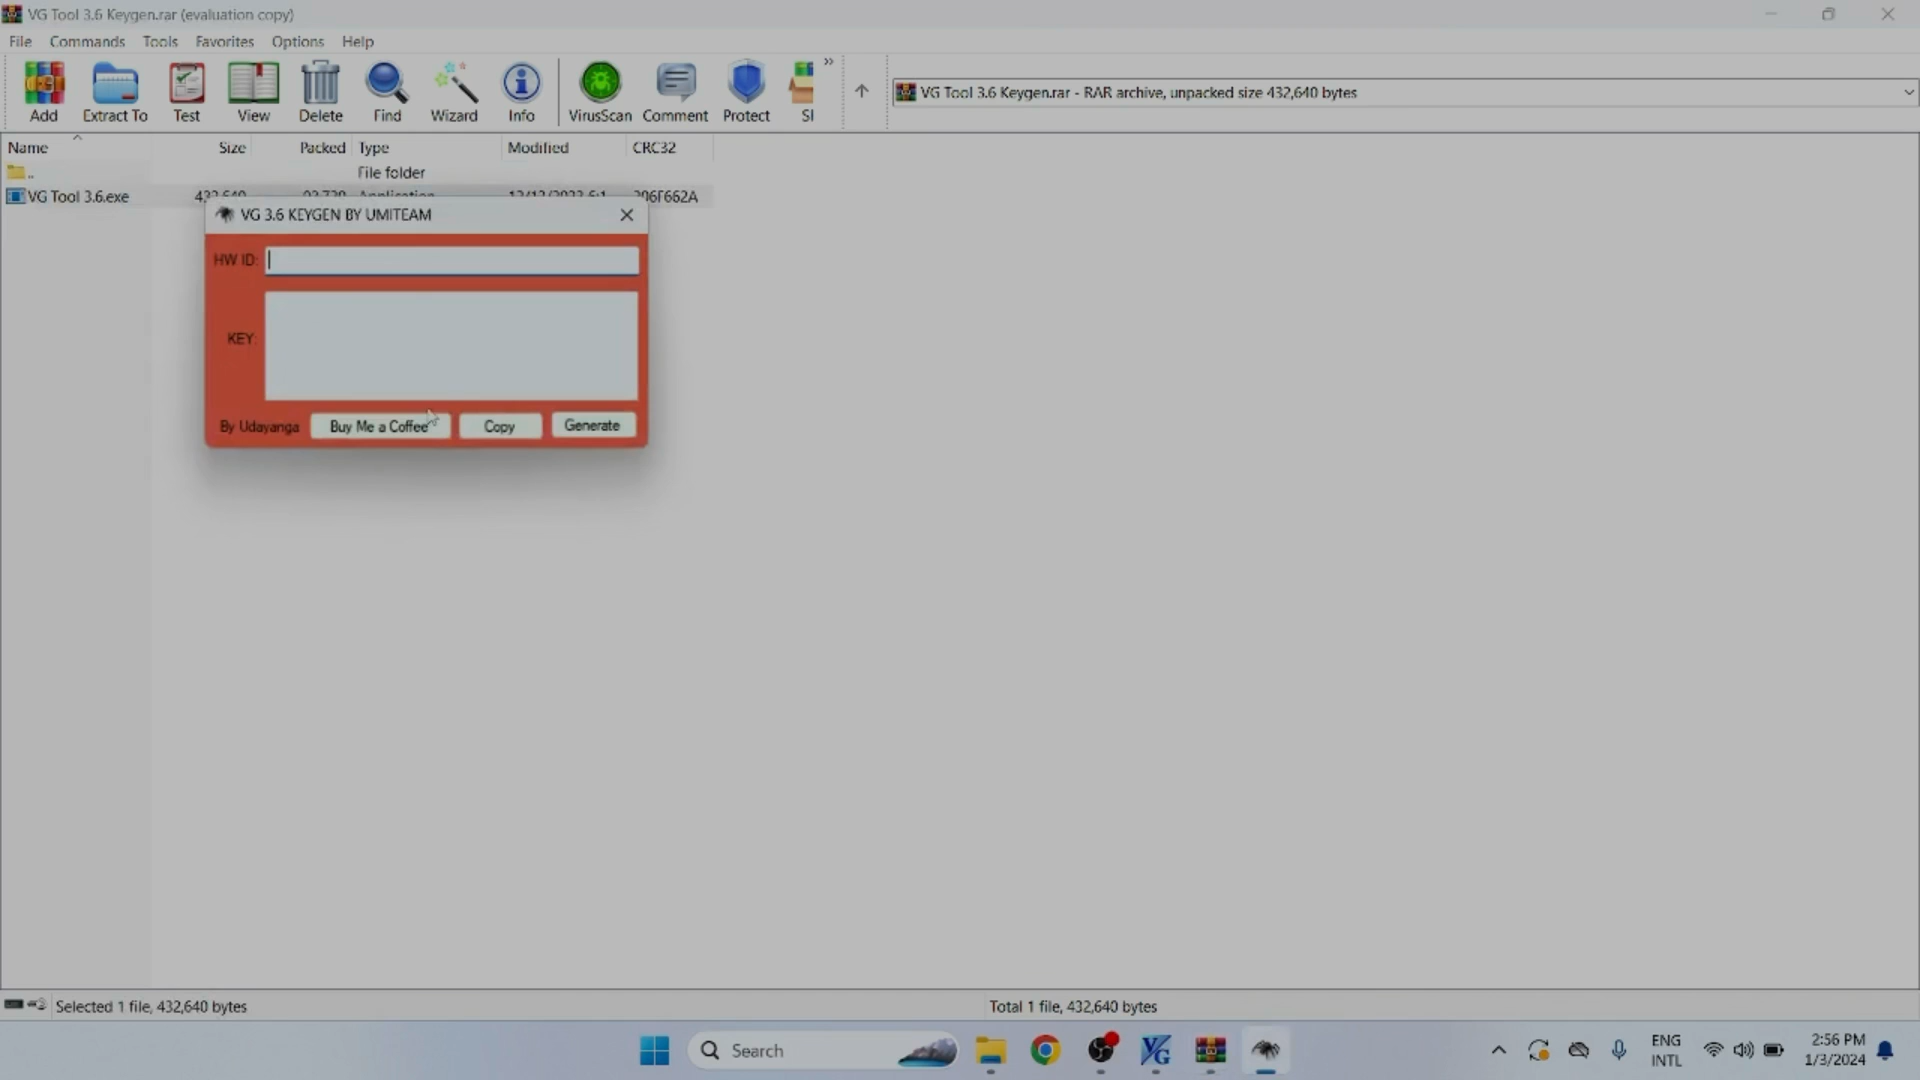 VG Tool 3.6 Keygen.rar (evaluation copy)
File Commands Tools Favorites Options Help
Add Extract To Test View Delete Find Wizard Info VirusScan Comment Protect SI
VG Tool 3.6 Keygen.rar - RAR archive, unpacked size 432,640 bytes
Name Size Packed Type Modified CRC32
.. File folder
VG Tool 3.6.exe 432,640 Application
VG 3.6 KEYGEN BY UMITEAM
HW ID:
KEY:
By Udayanga Buy Me a Coffee Copy Generate
Selected 1 file, 432,640 bytes Total 1 file, 432,640 bytes
Search
ENG
INTL
2:56 PM
1/3/2024